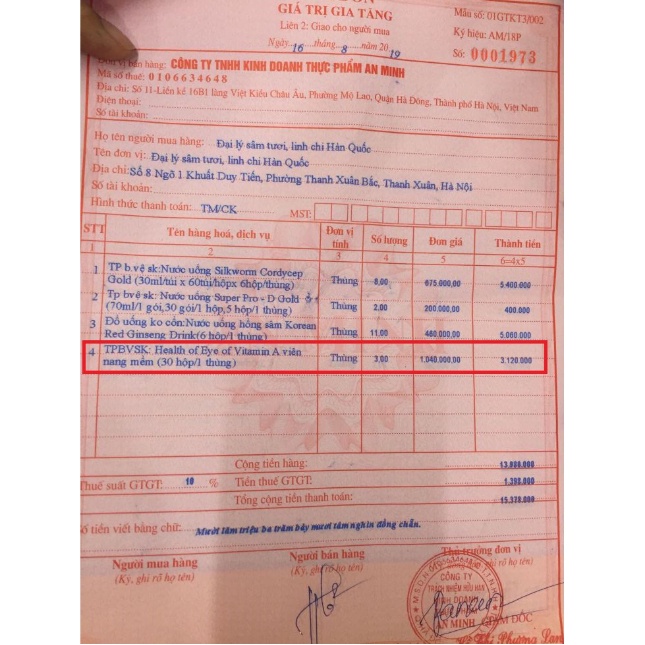 GIÁ TRỊ GIA TĂNG
Mẫu số: 01GTKT3/002
Liên 2: Giao cho người mua
Ký hiệu: AM/18P
Ngày 16 tháng 8 năm 2019
Số: 0001973
Đơn vị bán hàng: CÔNG TY TNHH KINH DOANH THỰC PHẨM AN MINH
Mã số thuế: 0106634648
Địa chỉ: Số 11-Liền kề 16B1 làng Việt Kiều Châu Âu, Phường Mộ Lao, Quận Hà Đông, Thành phố Hà Nội, Việt Nam
Điện thoại:
Số tài khoản:
Họ tên người mua hàng: Đại lý sâm tươi, linh chi Hản Quốc
Tên đơn vị: Đại lý sâm tươi, linh chi Hản Quốc
Địa chỉ: Số 8 Ngõ 1 Khuất Duy Tiến, Phường Thanh Xuân Bắc, Thanh Xuân, Hà Nội
Số tài khoản:
Hình thức thanh toán: TM/CK MST:
STT Tên hàng hoá, dịch vụ Đơn vị tính Số lượng Đơn giá Thành tiền
1 2 3 4 5 6=4x5
1 TP b.vệ sk:Nước uống Silkworm Cordycep Thùng 8,00 675.000,00 5.400.000
Gold (30ml/túi x 60túi/hộpx 6hộp/thùng)
2 Tp bvệ sk: Nước uống Super Pro - D Gold Thùng 2,00 200.000,00 400.000
(70ml/1 gói,30 gói/1 hộp,5 hộp/1 thùng)
3 Đồ uống ko cồn:Nước uống hồng sâm Korean Thùng 11,00 460.000,00 5.060.000
Red Ginseng Drink(6 hộp/1 thùng)
4 TPBVSK: Health of Eye of Vitamin A viên Thùng 3,00 1.040.000,00 3.120.000
nang mềm (30 hộp/1 thùng)
Cộng tiền hàng: 13.980.000
Thuế suất GTGT: 10 % Tiền thuế GTGT: 1.398.000
Tổng cộng tiền thanh toán: 15.378.000
Số tiền viết bằng chữ: Mười lăm triệu ba trăm bảy mươi tám nghìn đồng chẵn.
Người mua hàng Người bán hàng Thủ trưởng đơn vị
(Ký, ghi rõ họ tên) (Ký, ghi rõ họ tên)
CÔNG TY
TRÁCH NHIỆM HỮU HẠN
KINH DOANH
AN MINH
GIÁM ĐỐC
Thị Phương Lan